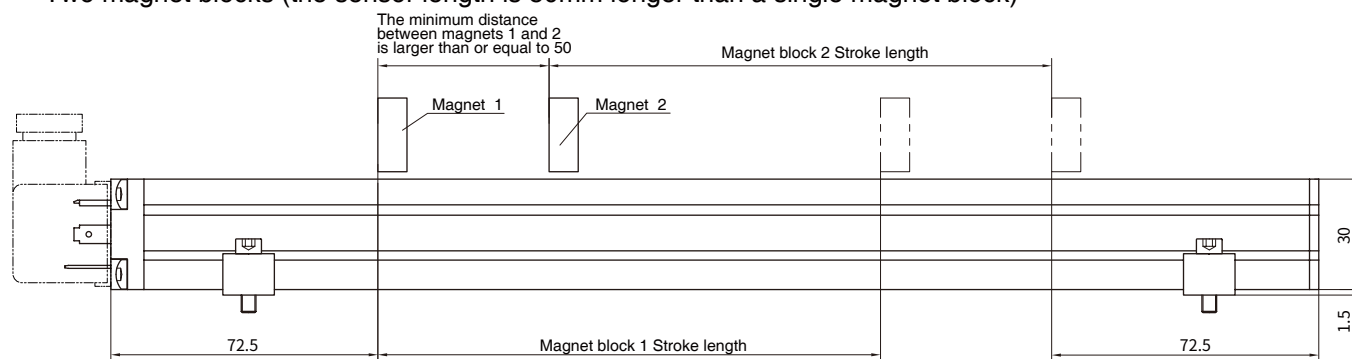 Two magnet blocks (the sensor length is 50mm longer than a single magnet block)
The minimum distance
between magnets 1 and 2
is larger than or equal to 50
Magnet block 2 Stroke length
Magnet 1
Magnet 2
30
1.5
72.5
Magnet block 1 Stroke length
72.5